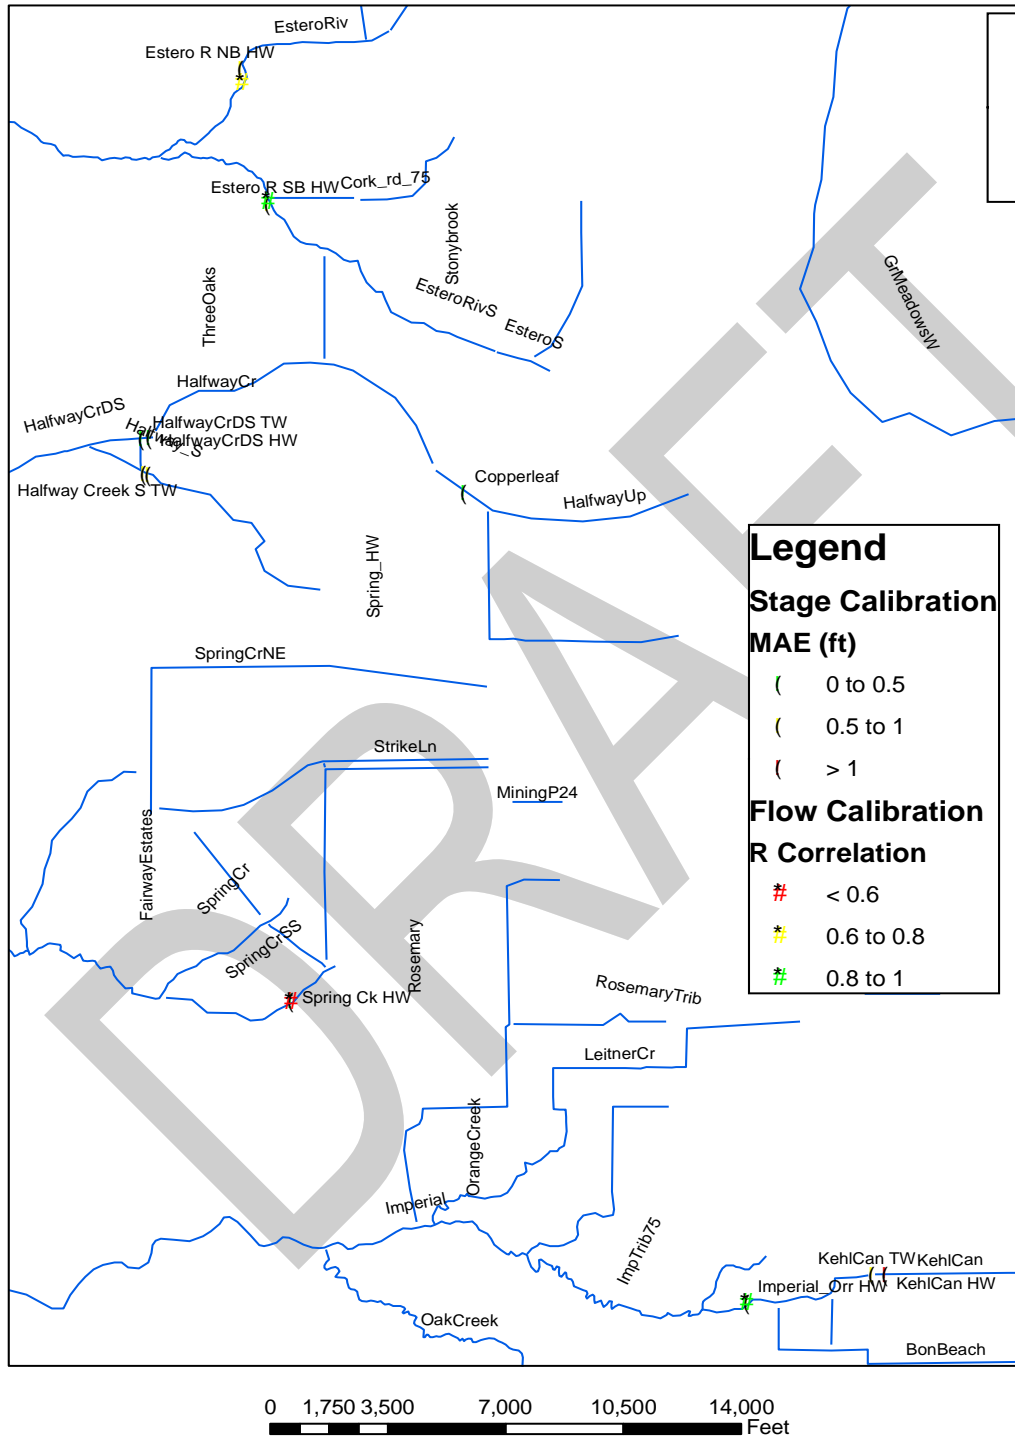 EsteroRiv
Estero R NB HW
Estero R SB HW
Cork_rd_75
Stonybrook
ThreeOaks
EsteroRivS
EsteroS
GrMeadowsW
HalfwayCr
HalfwayCrDS
HalfwayCrDS TW
Halfway_S
HalfwayCrDS HW
Halfway Creek S TW
Copperleaf
HalfwayUp
Spring_HW
Legend
Stage Calibration
MAE (ft)
0 to 0.5
0.5 to 1
> 1
Flow Calibration
R Correlation
< 0.6
0.6 to 0.8
0.8 to 1
SpringCrNE
StrikeLn
MiningP24
FairwayEstates
SpringCr
SpringCrSS
Rosemary
Spring Ck HW
RosemaryTrib
LeitnerCr
OrangeCreek
Imperial
ImpTrib75
KehlCan TW
KehlCan
Imperial_Orr HW
KehlCan HW
OakCreek
BonBeach
DRAFT
0 1,750 3,500 7,000 10,500 14,000
Feet